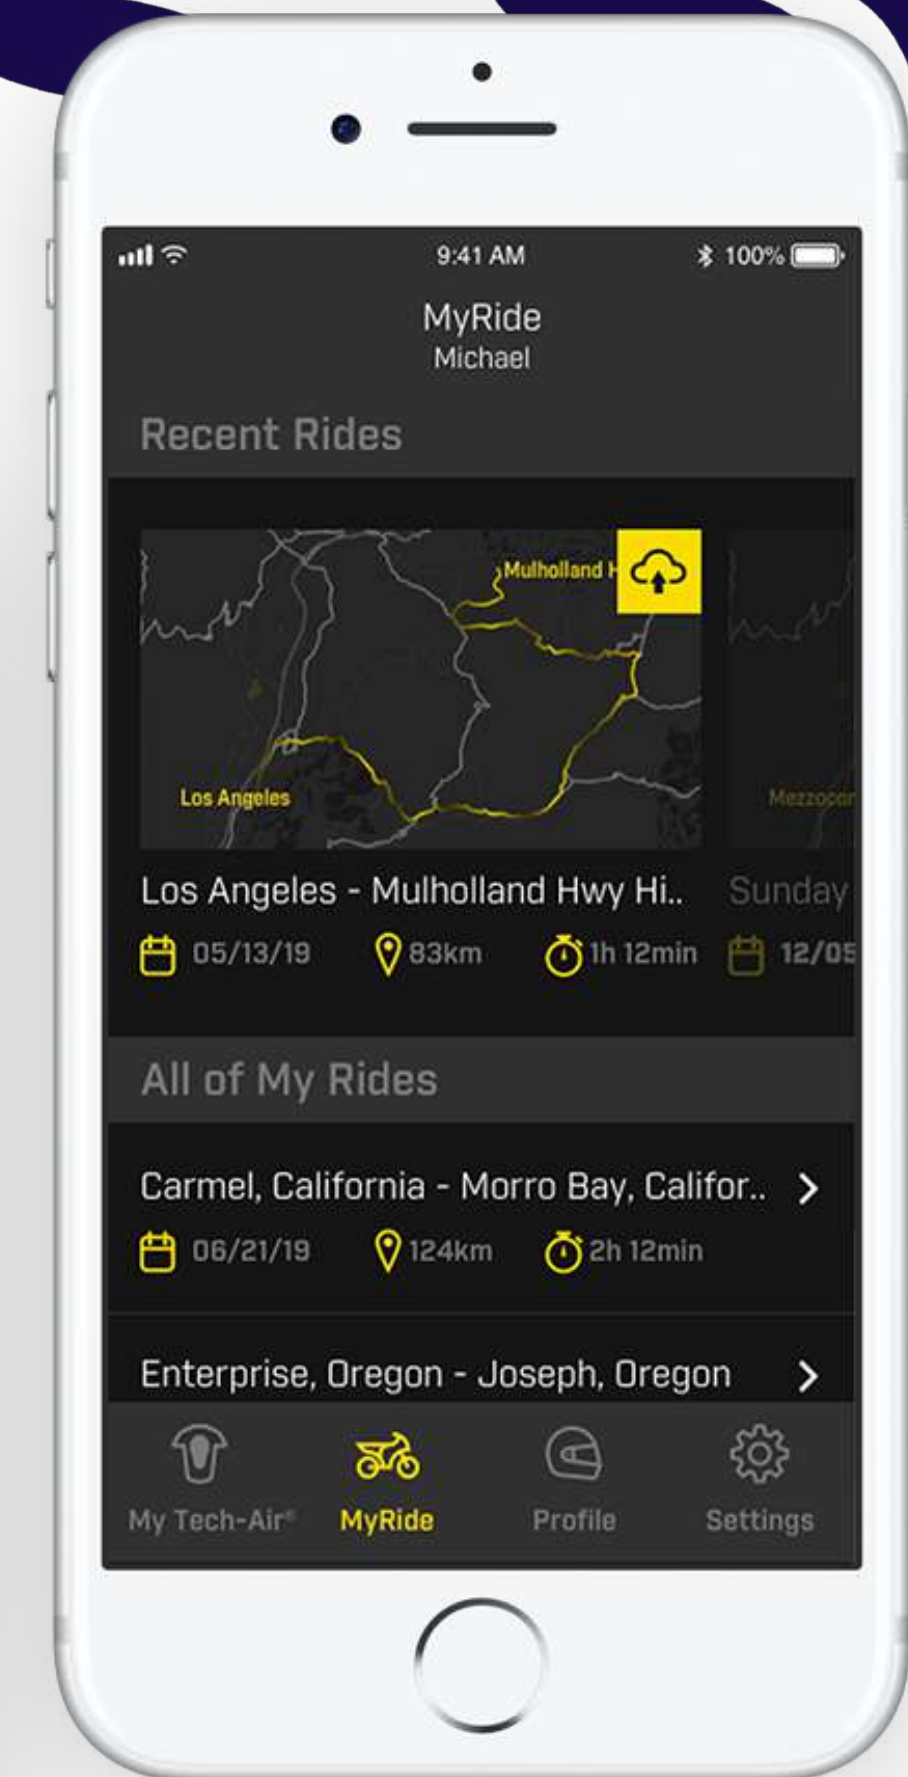 9:41 AM
100%
MyRide
Michael
Recent Rides
Mulholland H
Los Angeles
Los Angeles - Mulholland Hwy Hi..
05/13/19 83km 1h 12min
Sunday
12/05
All of My Rides
Carmel, California - Morro Bay, Califor..
06/21/19 124km 2h 12min
Enterprise, Oregon - Joseph, Oregon
My Tech-Air® MyRide Profile Settings